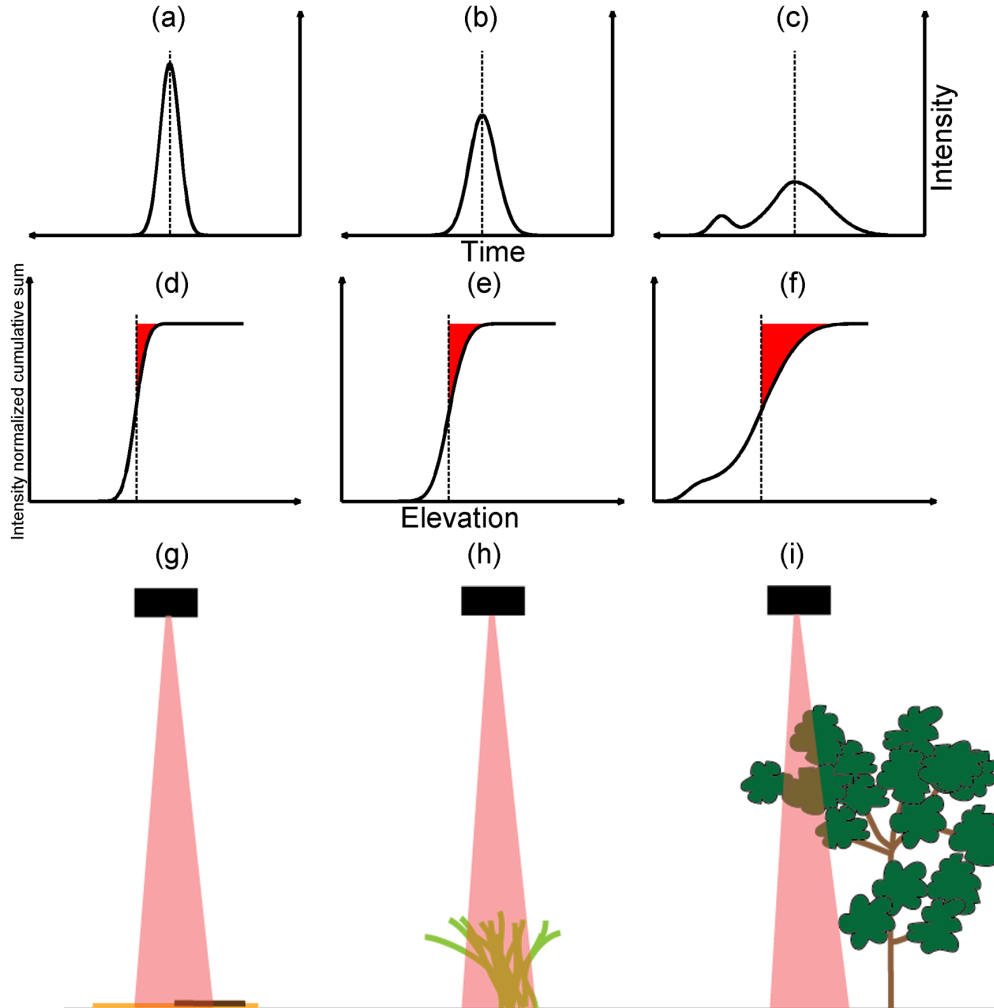 (a)
(b)
(c)
Intensity
Time
(d)
(e)
(f)
Intensity normalized cumulative sum
Elevation
(g)
(h)
(i)